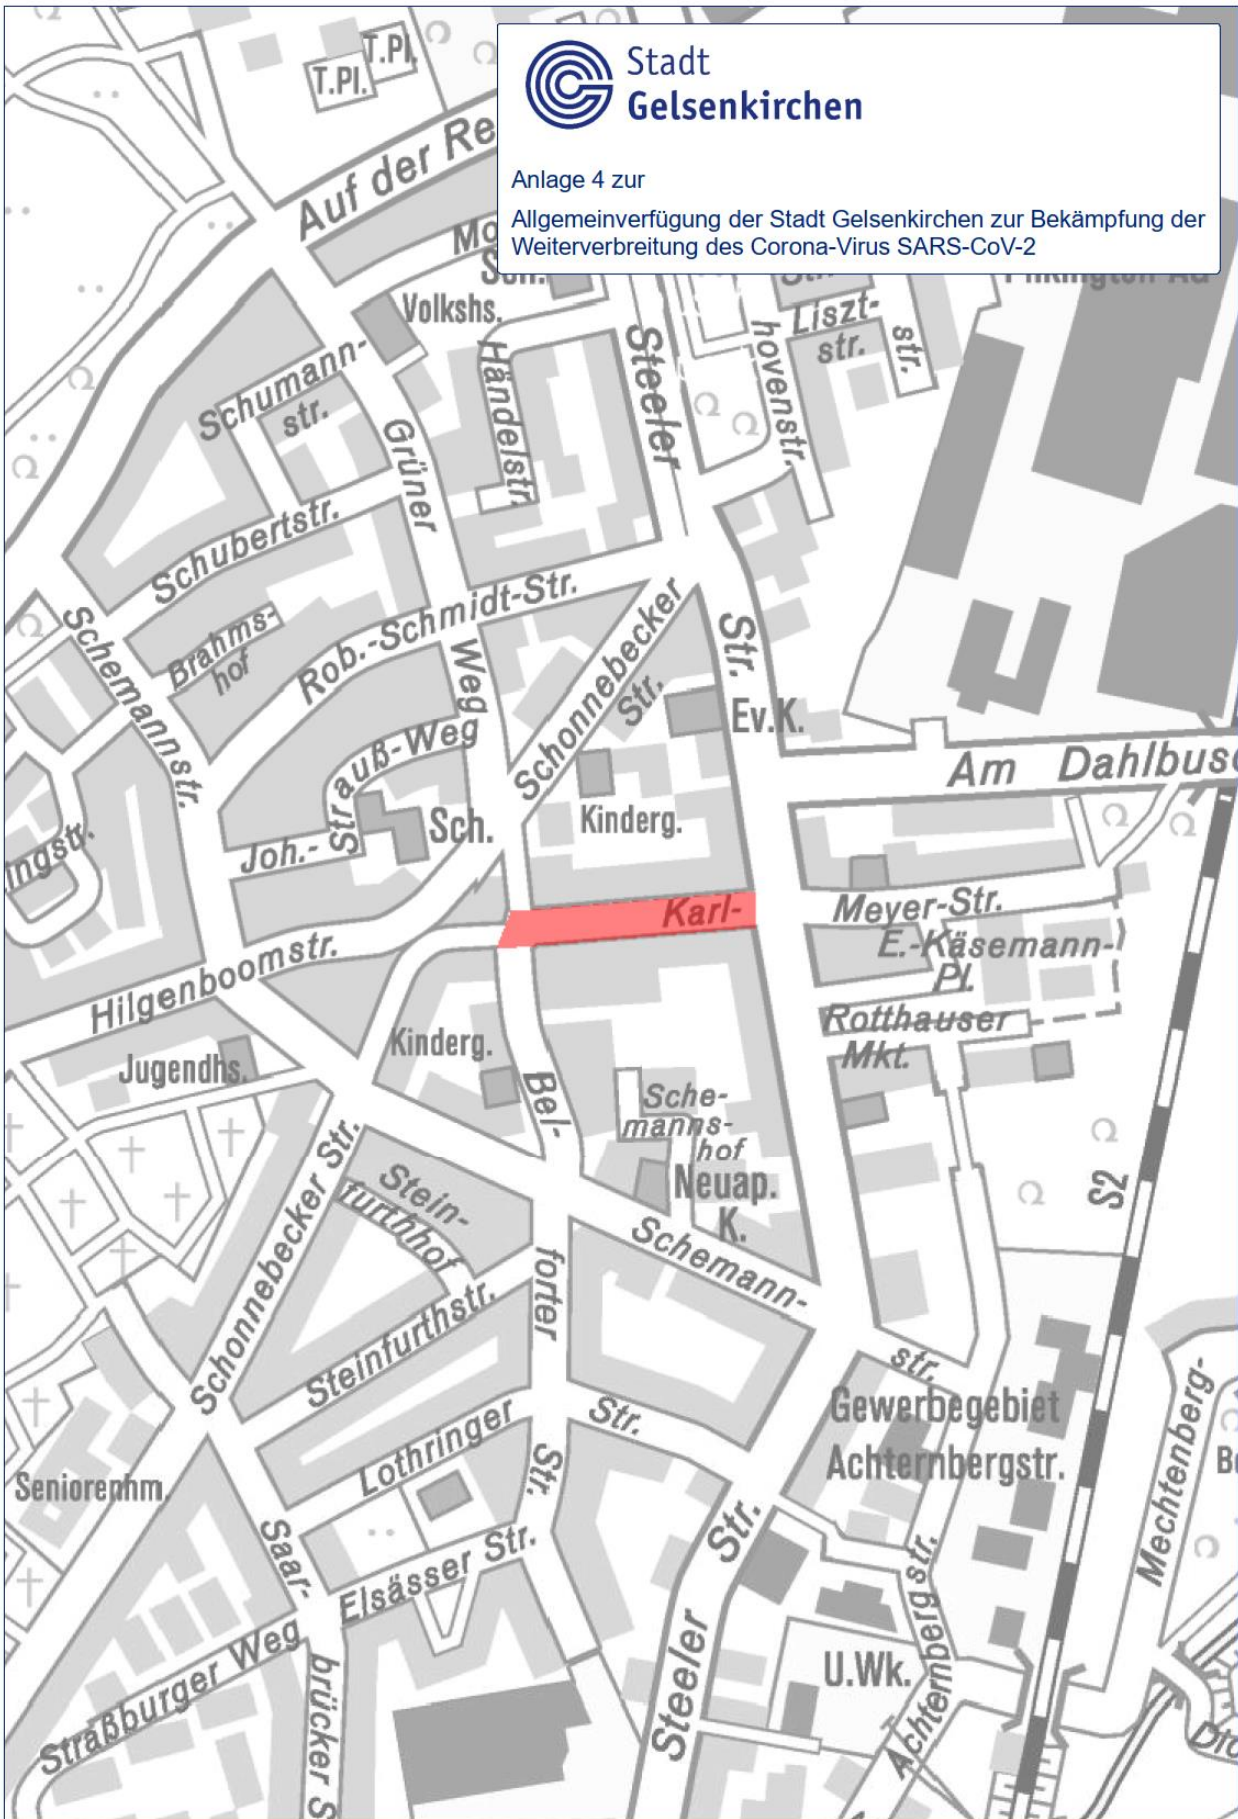 Stadt
Gelsenkirchen
Anlage 4 zur
Allgemeinverfügung der Stadt Gelsenkirchen zur Bekämpfung der
Weiterverbreitung des Corona-Virus SARS-CoV-2
T.Pl.
T.Pl.
Auf der Re
Mo
Volkshs.
Liszt-
str.
str.
hovenstr.
Steeler
Händelstr.
Schumann-
str.
Grüner
Schubertstr.
Brahms-
hof
Rob.-Schmidt-Str.
Schemannstr.
Weg
Schonnebecker
Str.
Str.
Ev.K.
Am Dahlbusc
Strauß-Weg
Joh.-
Sch.
Kinderg.
ingstr.
Karl-
Meyer-Str.
E.-Käsemann-
Pl.
Hilgenboomstr.
Rotthauser
Mkt.
Kinderg.
Jugendhs.
Bel-
Sche-
manns-
hof
Neuap.
K.
S2
Schonnebecker Str.
Stein-
furthhof
Schemann-
forter
Steinfurthstr.
str.
Gewerbegebiet
Achternbergstr.
Mechtenberg-
Lothringer
Str.
Str.
Seniorenhm.
Saar-
Elsässer Str.
Str.
Achternbergstr.
Straßburger Weg
brücker S
Steeler
U.Wk.
Achternberg